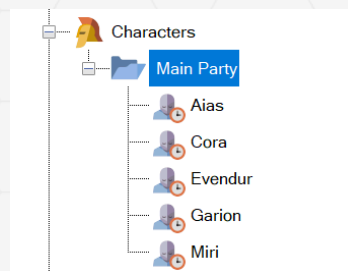 Characters
Main Party
Aias
Cora
Evendur
Garion
Miri